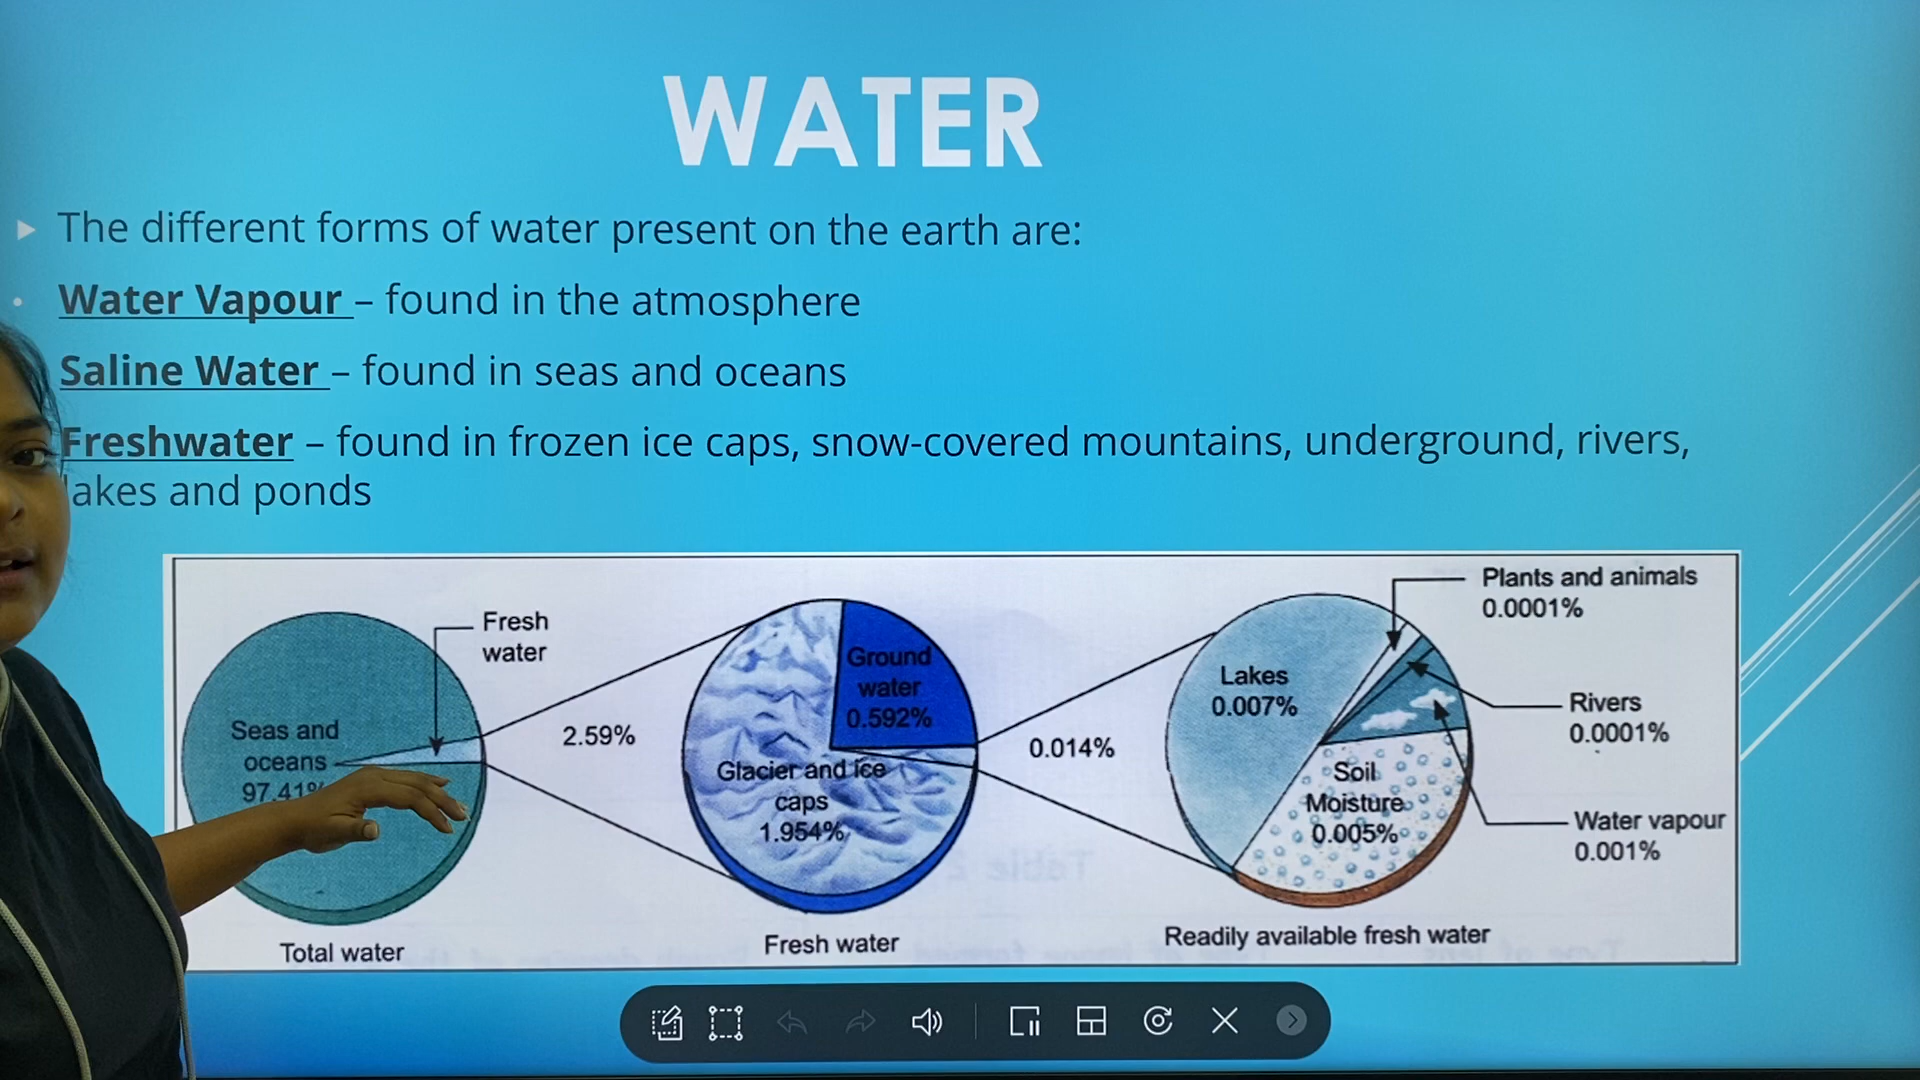 WATER
The different forms of water present on the earth are:
Water Vapour – found in the atmosphere
Saline Water – found in seas and oceans
Freshwater – found in frozen ice caps, snow-covered mountains, underground, rivers,
lakes and ponds
Fresh
water
Seas and
oceans
97.41%
Total water
2.59%
Ground
water
0.592%
Glacier and ice
caps
1.954%
Fresh water
0.014%
Lakes
0.007%
Soil
Moisture
0.005%
Plants and animals
0.0001%
Rivers
0.0001%
Water vapour
0.001%
Readily available fresh water